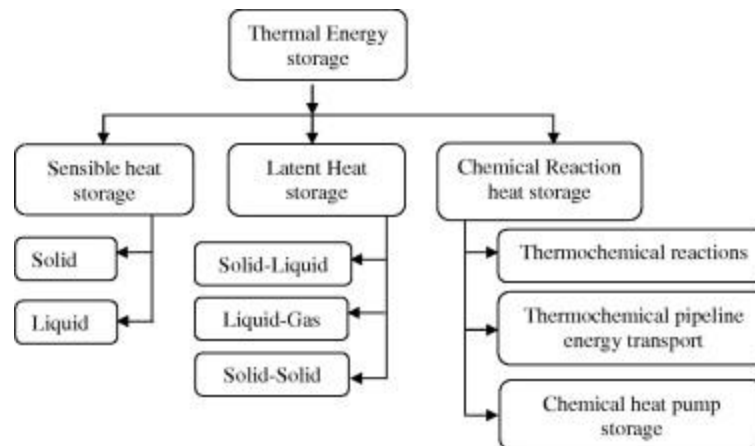 Thermal Energy
storage
Sensible heat
storage
Latent Heat
storage
Chemical Reaction
heat storage
Solid
Liquid
Solid-Liquid
Liquid-Gas
Solid-Solid
Thermochemical reactions
Thermochemical pipeline
energy transport
Chemical heat pump
storage